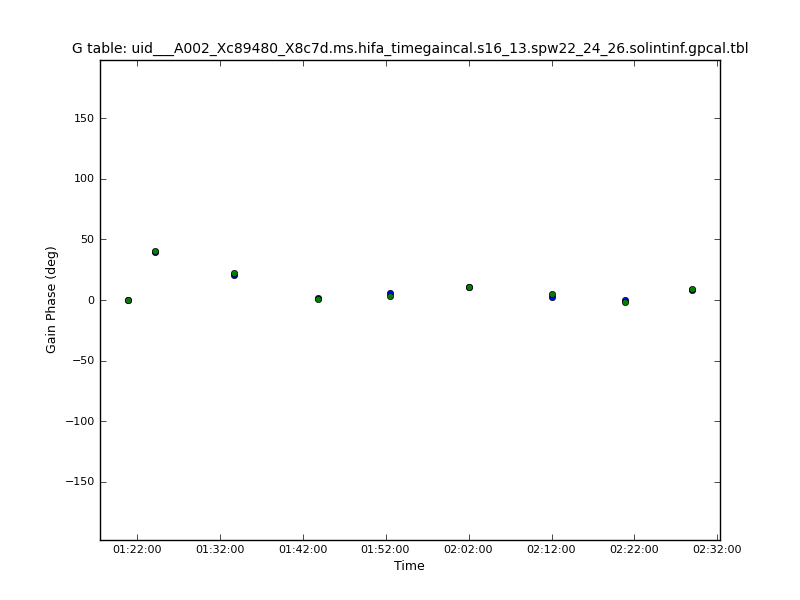 G table: uid___A002_Xc89480_X8c7d.ms.hifa_timegaincal.s16_13.spw22_24_26.solintinf.gpcal.tbl
Gain Phase (deg)
150
100
50
0
−50
−100
−150
01:22:00 01:32:00 01:42:00 01:52:00 02:02:00 02:12:00 02:22:00 02:32:00
Time